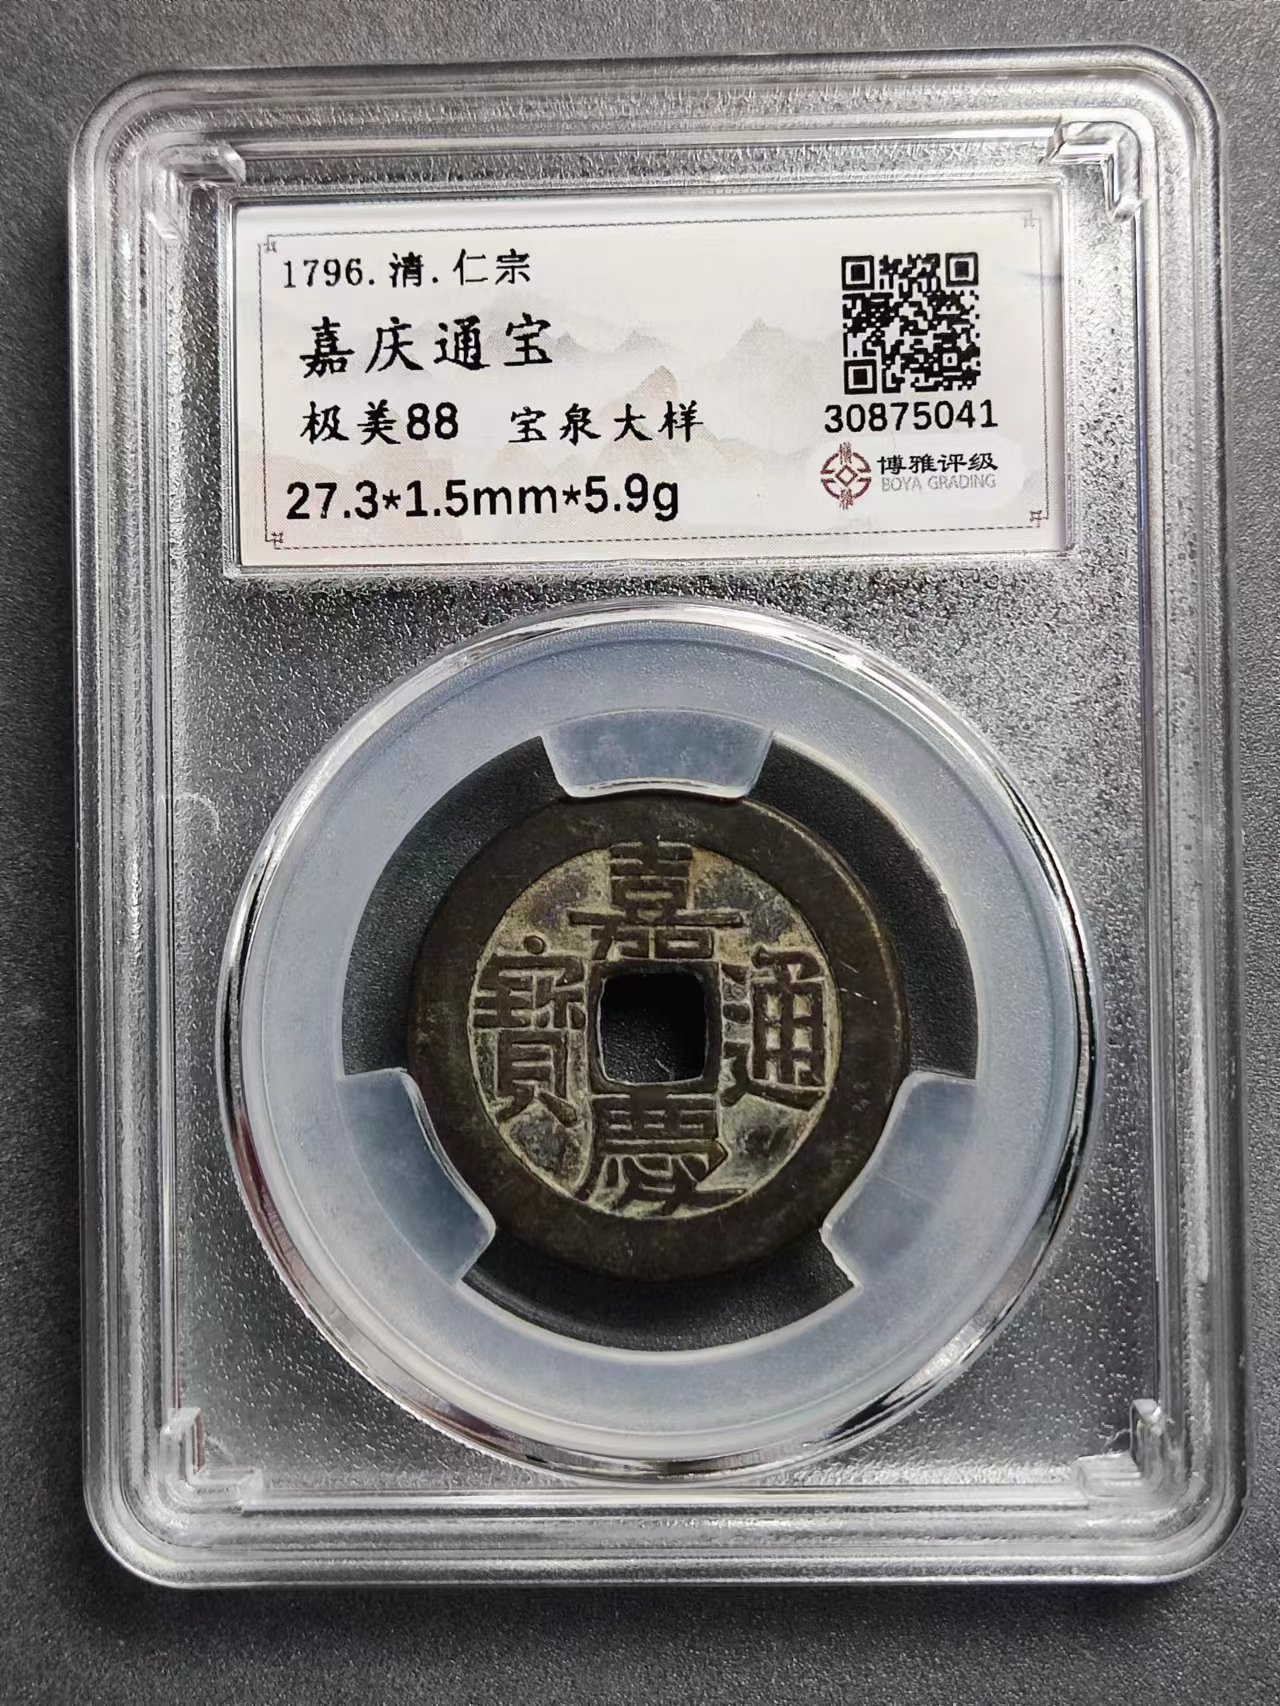 1796.清.仁宗
嘉庆通宝
极美88 宝泉大样
27.3*1.5mm*5.9g
30875041
博雅评级
BOYA GRADING
嘉慶通寶